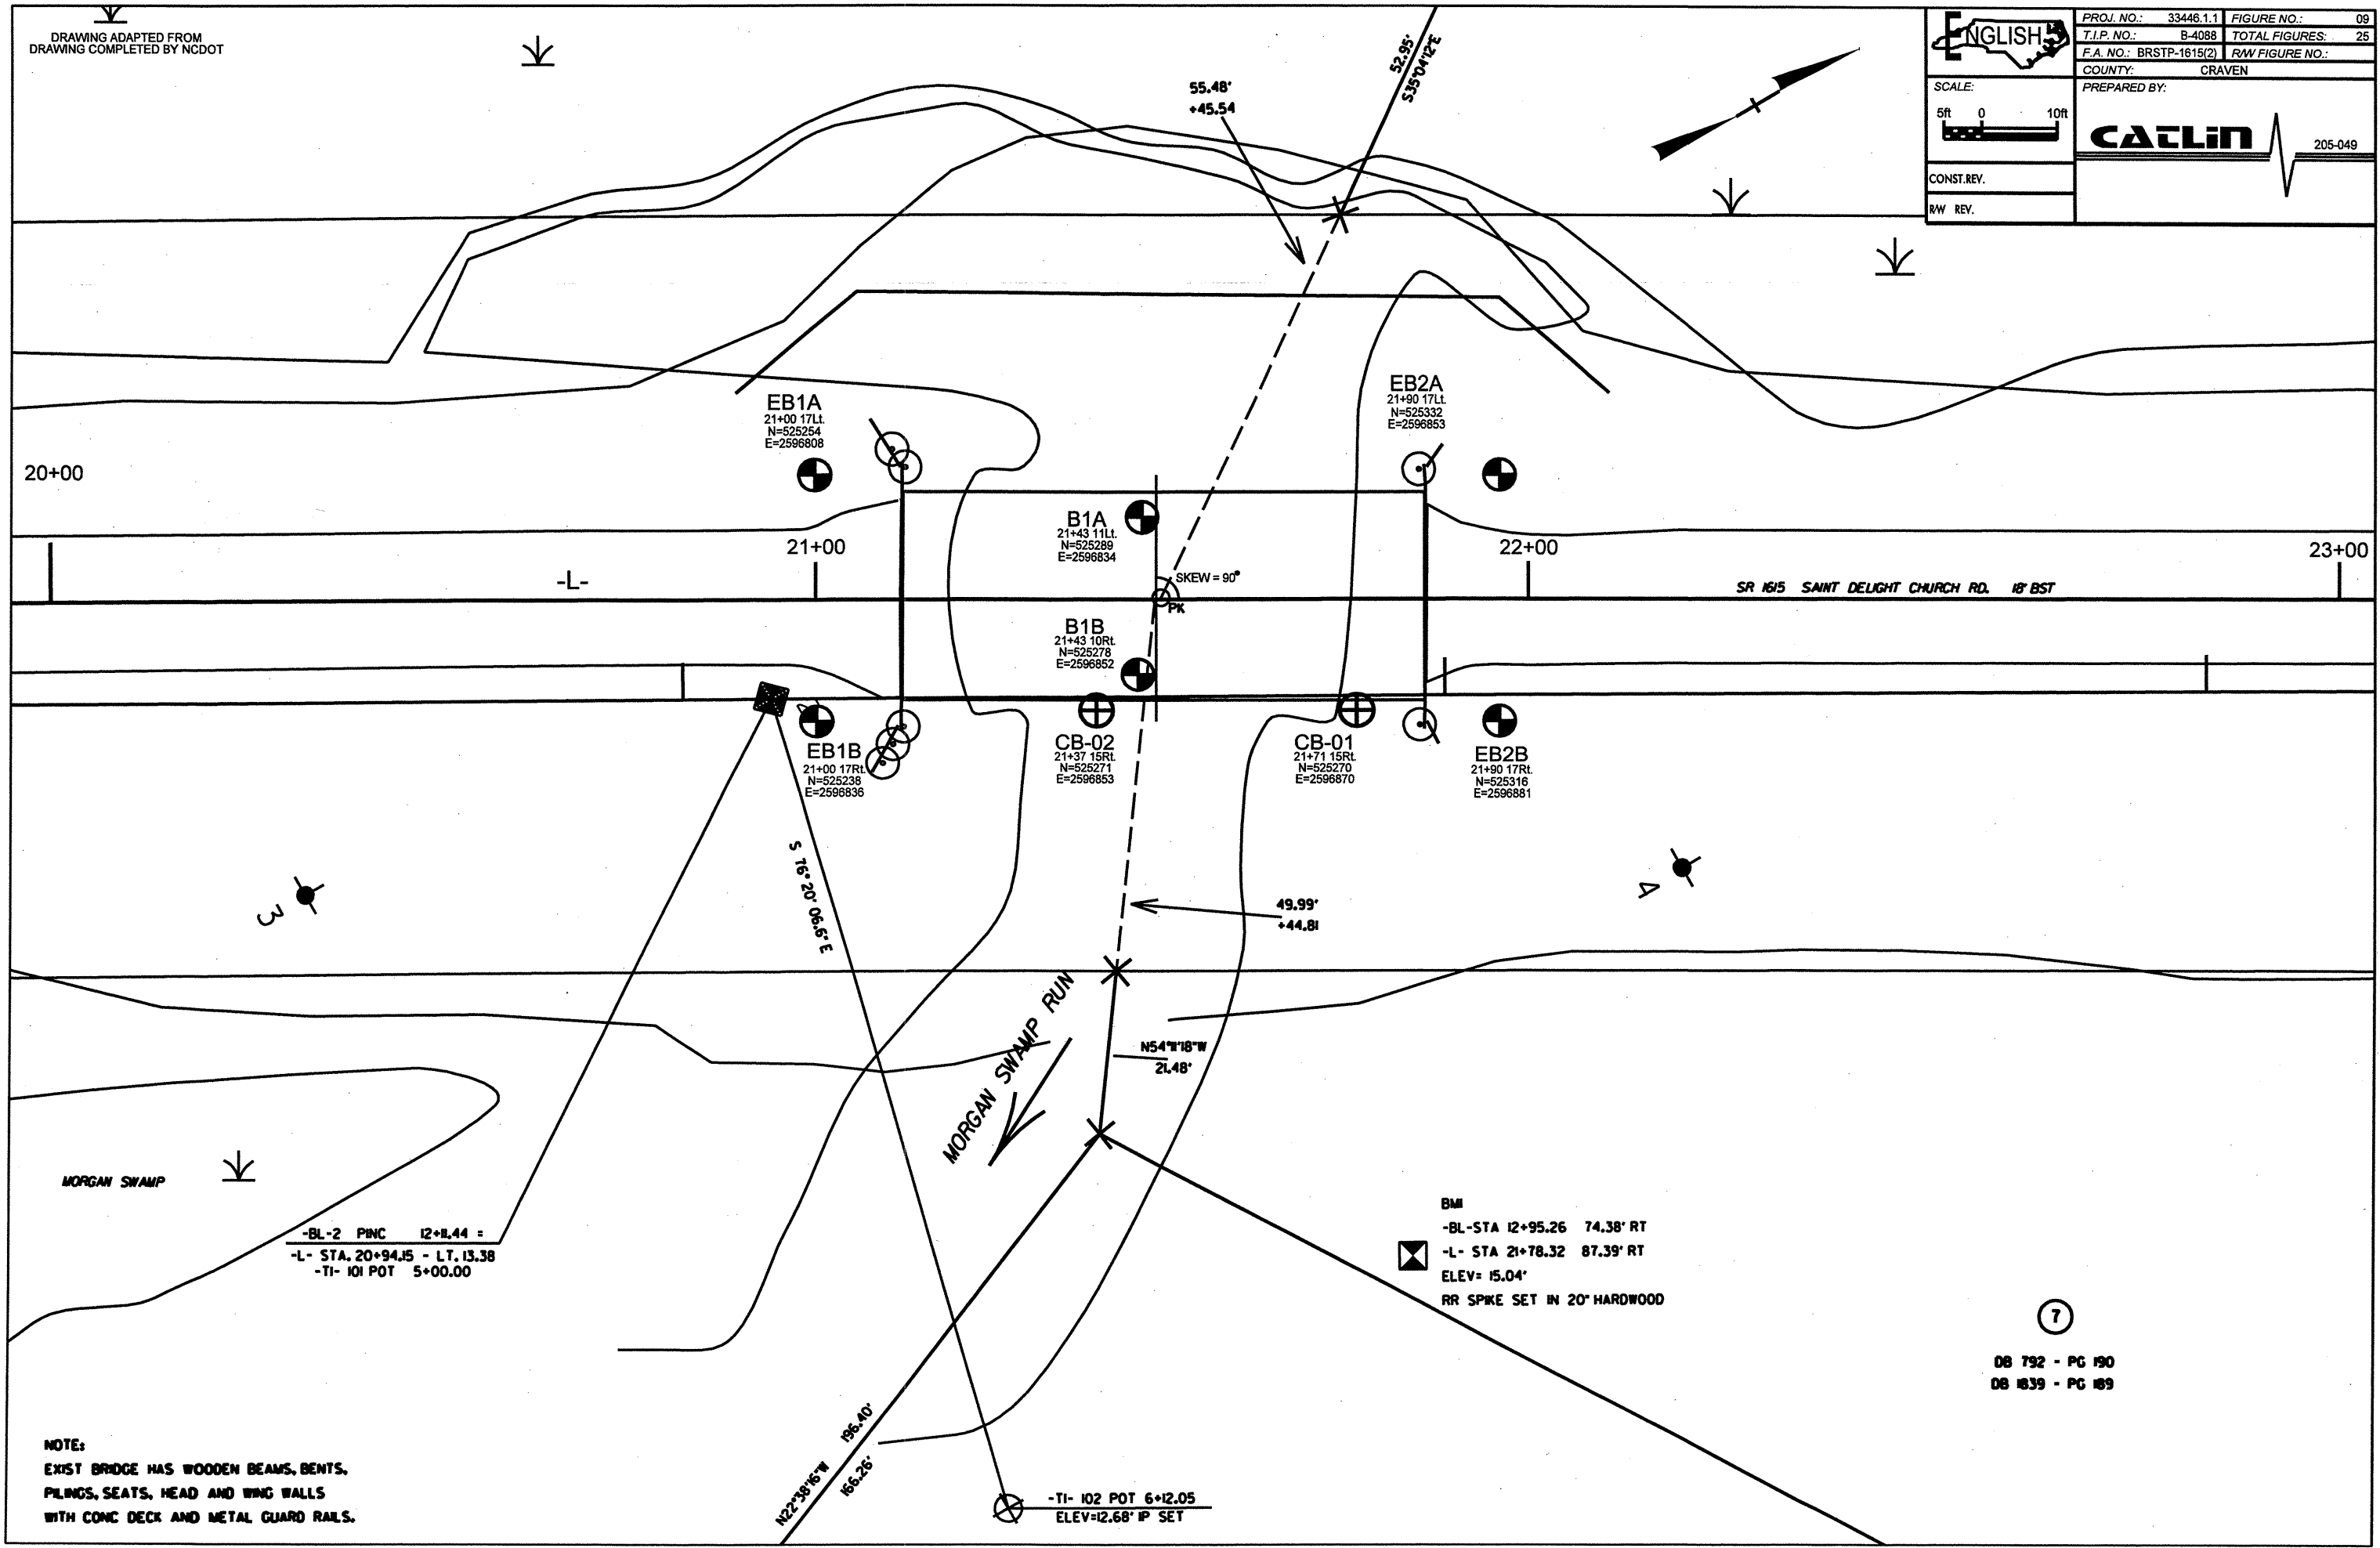 DRAWING ADAPTED FROM
DRAWING COMPLETED BY NCDOT
ENGLISH
PROJ. NO.: 33446.1.1 FIGURE NO.: 09
T.I.P. NO.: B-4088 TOTAL FIGURES: 25
F.A. NO.: BRSTP-1615(2) R/W FIGURE NO.:
COUNTY: CRAVEN
SCALE:
5ft 0 10ft
PREPARED BY:
CATLIN
205-049
CONST.REV.
R/W REV.
52.95'
S35°04'12"E
55.48'
+45.54
EB1A
21+00 17Lt.
N=525254
E=2596808
EB2A
21+90 17Lt.
N=525332
E=2596853
20+00
B1A
21+43 11Lt.
N=525289
E=2596834
21+00
22+00
23+00
-L-
SKEW = 90°
PK
SR 1615 SAINT DELIGHT CHURCH RD. 18' BST
B1B
21+43 10Rt.
N=525278
E=2596852
EB1B
21+00 17Rt.
N=525238
E=2596836
CB-02
21+37 15Rt.
N=525271
E=2596853
CB-01
21+71 15Rt.
N=525270
E=2596870
EB2B
21+90 17Rt.
N=525316
E=2596881
S 76° 20' 06.6" E
3
4
49.99'
+44.81
MORGAN SWAMP RUN
N54°11'18"W
21.48'
MORGAN SWAMP
-BL-2 PINC 12+11.44 =
-L- STA. 20+94.15 - LT. 13.38
-T1- 101 POT 5+00.00
BM1
-BL-STA 12+95.26 74.38' RT
-L- STA 21+78.32 87.39' RT
ELEV= 15.04'
RR SPIKE SET IN 20" HARDWOOD
7
DB 792 - PG 190
DB 1839 - PG 189
196.40'
N22°38'16"W
166.26'
-T1- 102 POT 6+12.05
ELEV=12.68' IP SET
NOTE:
EXIST BRIDGE HAS WOODEN BEAMS, BENTS,
PILINGS, SEATS, HEAD AND WING WALLS
WITH CONC DECK AND METAL GUARD RAILS.